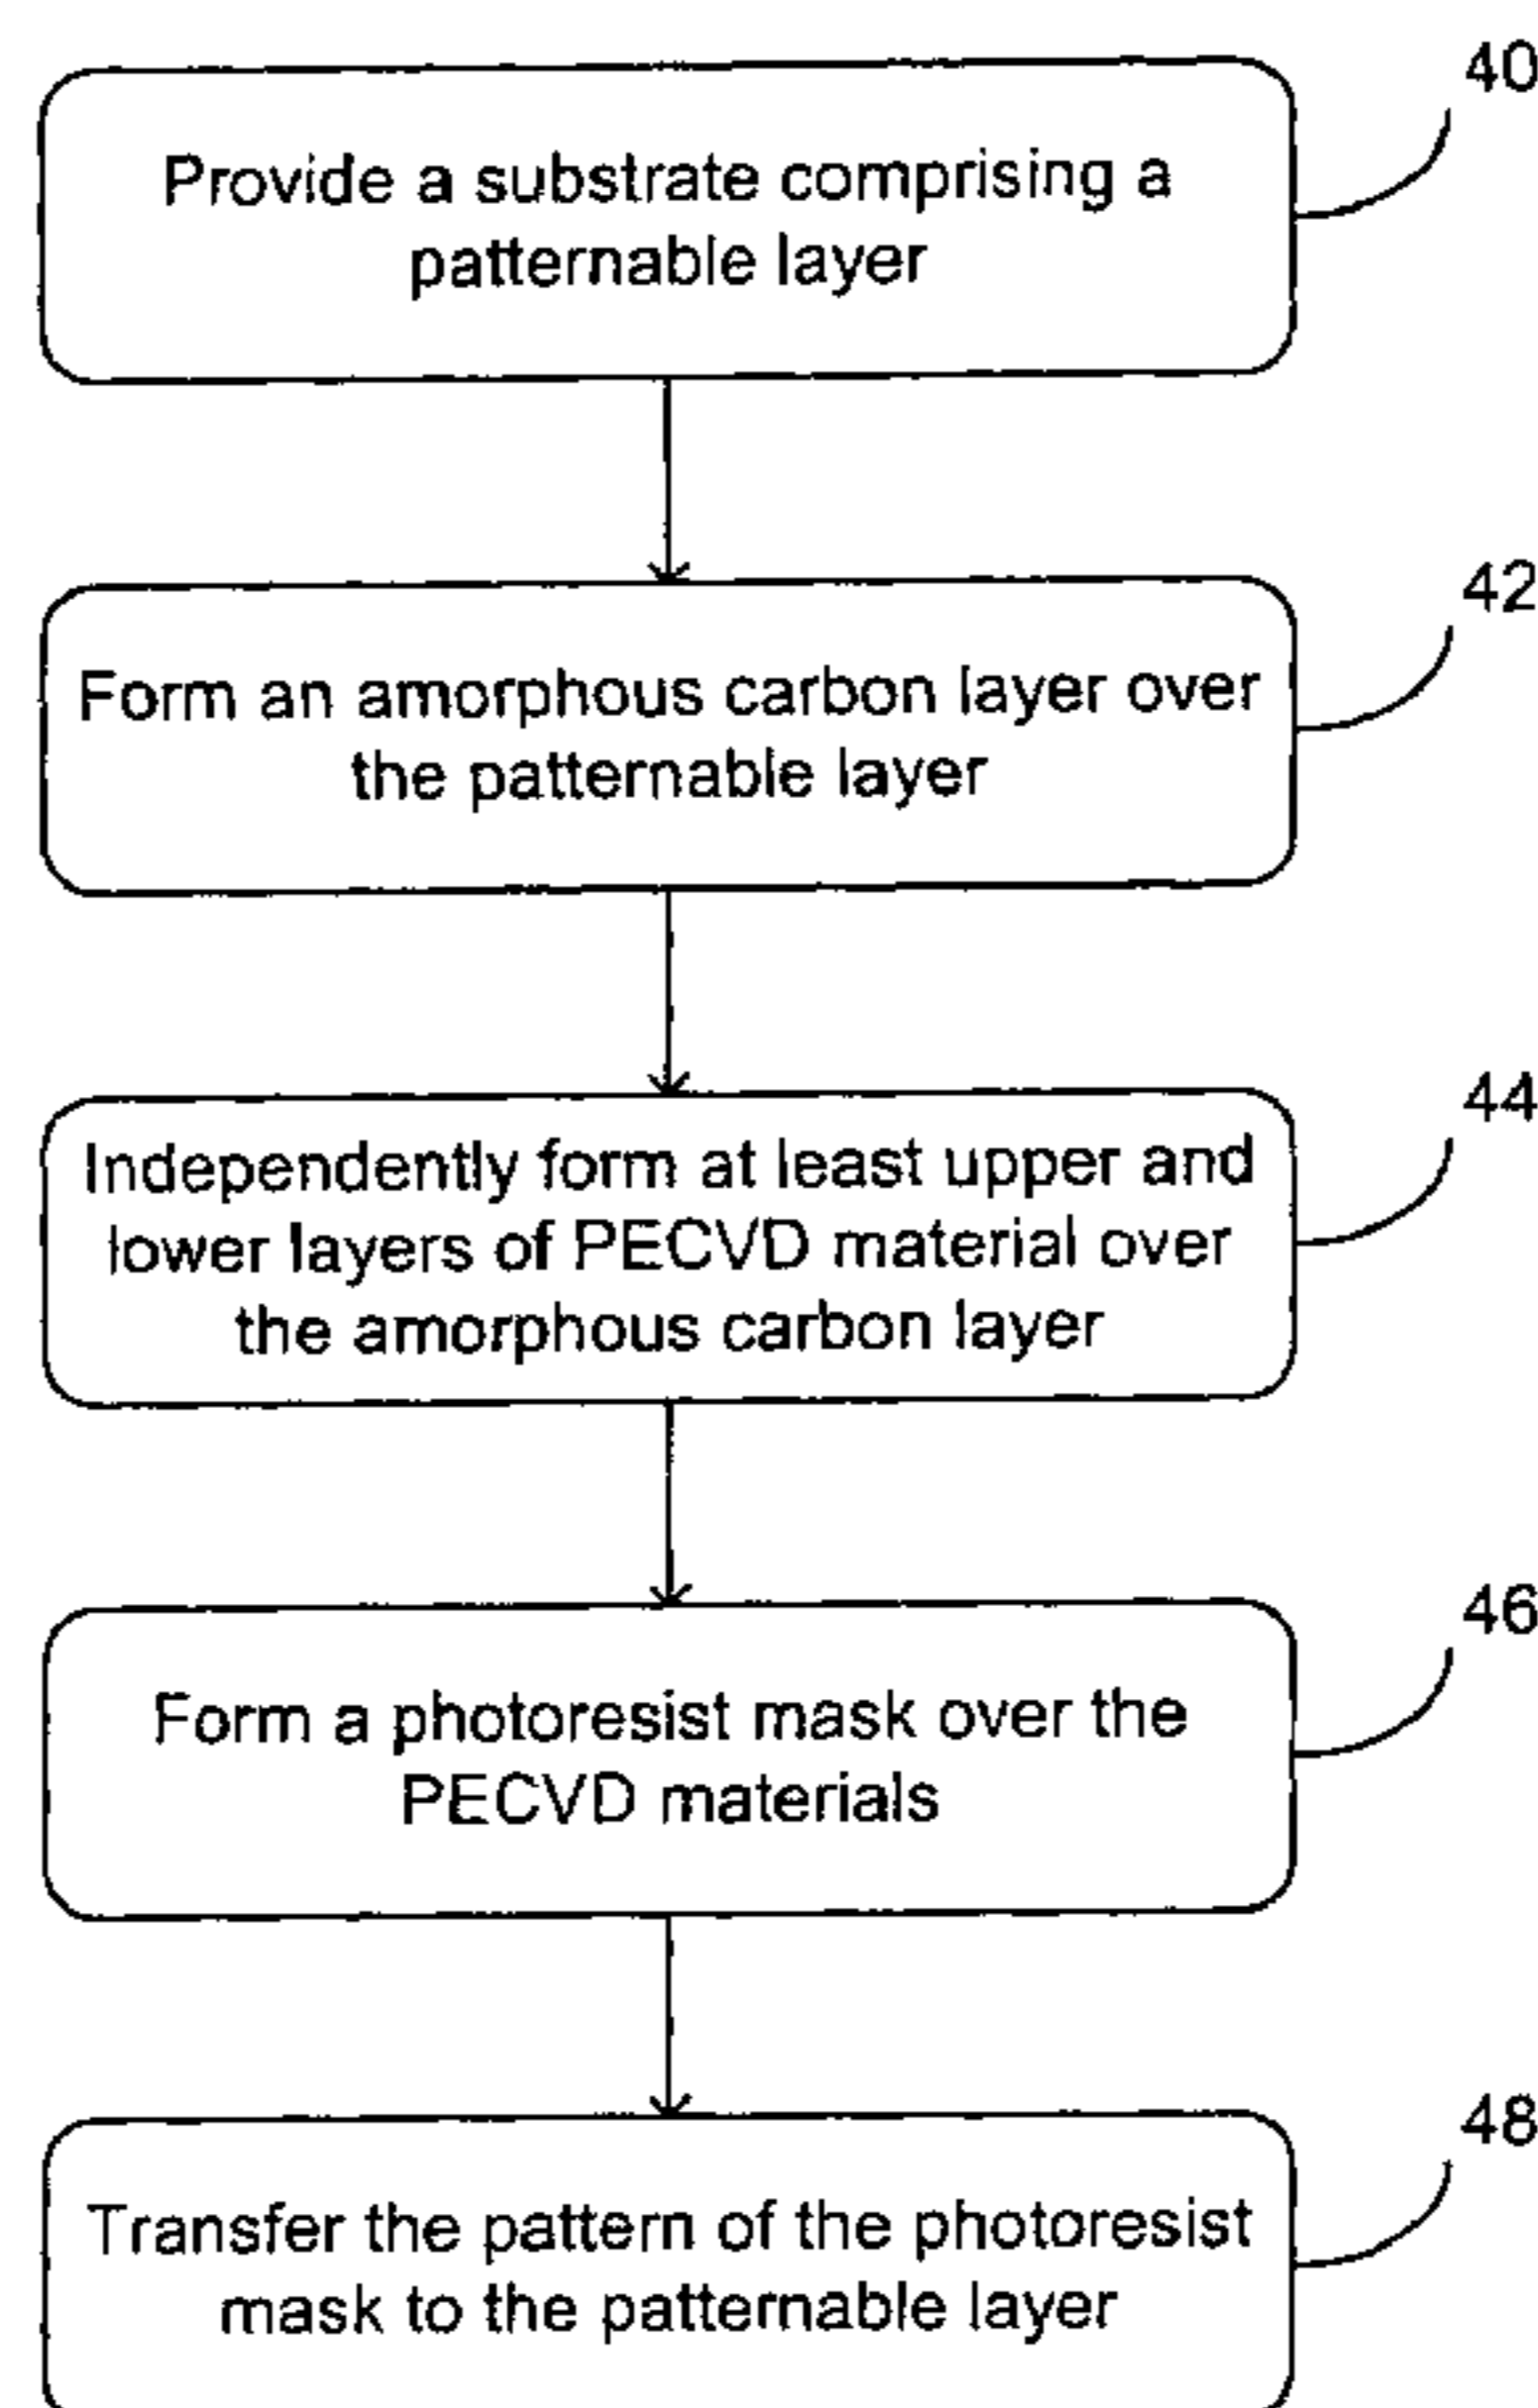 40
Provide a substrate comprising a
patternable layer
42
Form an amorphous carbon layer over
the patternable layer
44
Independently form at least upper and
lower layers of PECVD material over
the amorphous carbon layer
46
Form a photoresist mask over the
PECVD materials
48
Transfer the pattern of the photoresist
mask to the patternable layer